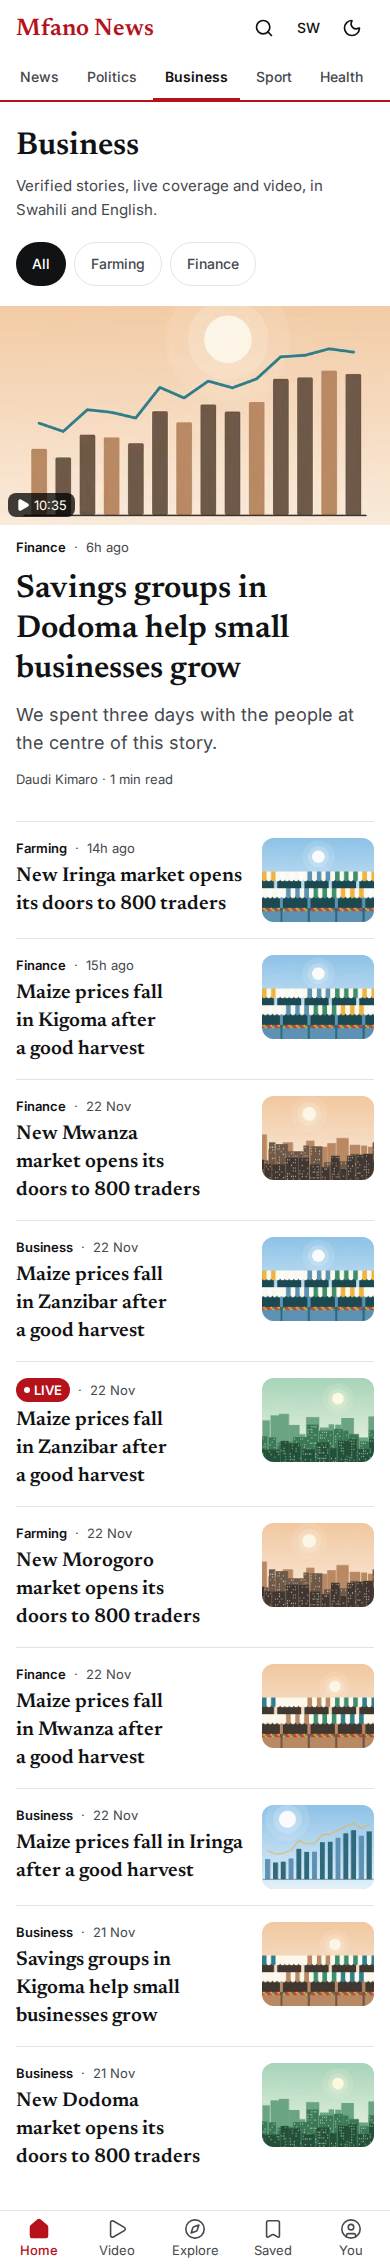 Mfano News
SW
News Politics Business Sport Health
Business
Verified stories, live coverage and video, in
Swahili and English.
All Farming Finance
10:35
Finance · 6h ago
Savings groups in
Dodoma help small
businesses grow
We spent three days with the people at
the centre of this story.
Daudi Kimaro · 1 min read
Farming · 14h ago
New Iringa market opens
its doors to 800 traders
Finance · 15h ago
Maize prices fall
in Kigoma after
a good harvest
Finance · 22 Nov
New Mwanza
market opens its
doors to 800 traders
Business · 22 Nov
Maize prices fall
in Zanzibar after
a good harvest
LIVE · 22 Nov
Maize prices fall
in Zanzibar after
a good harvest
Farming · 22 Nov
New Morogoro
market opens its
doors to 800 traders
Finance · 22 Nov
Maize prices fall
in Mwanza after
a good harvest
Business · 22 Nov
Maize prices fall in Iringa
after a good harvest
Business · 21 Nov
Savings groups in
Kigoma help small
businesses grow
Business · 21 Nov
New Dodoma
market opens its
doors to 800 traders
Home Video Explore Saved You